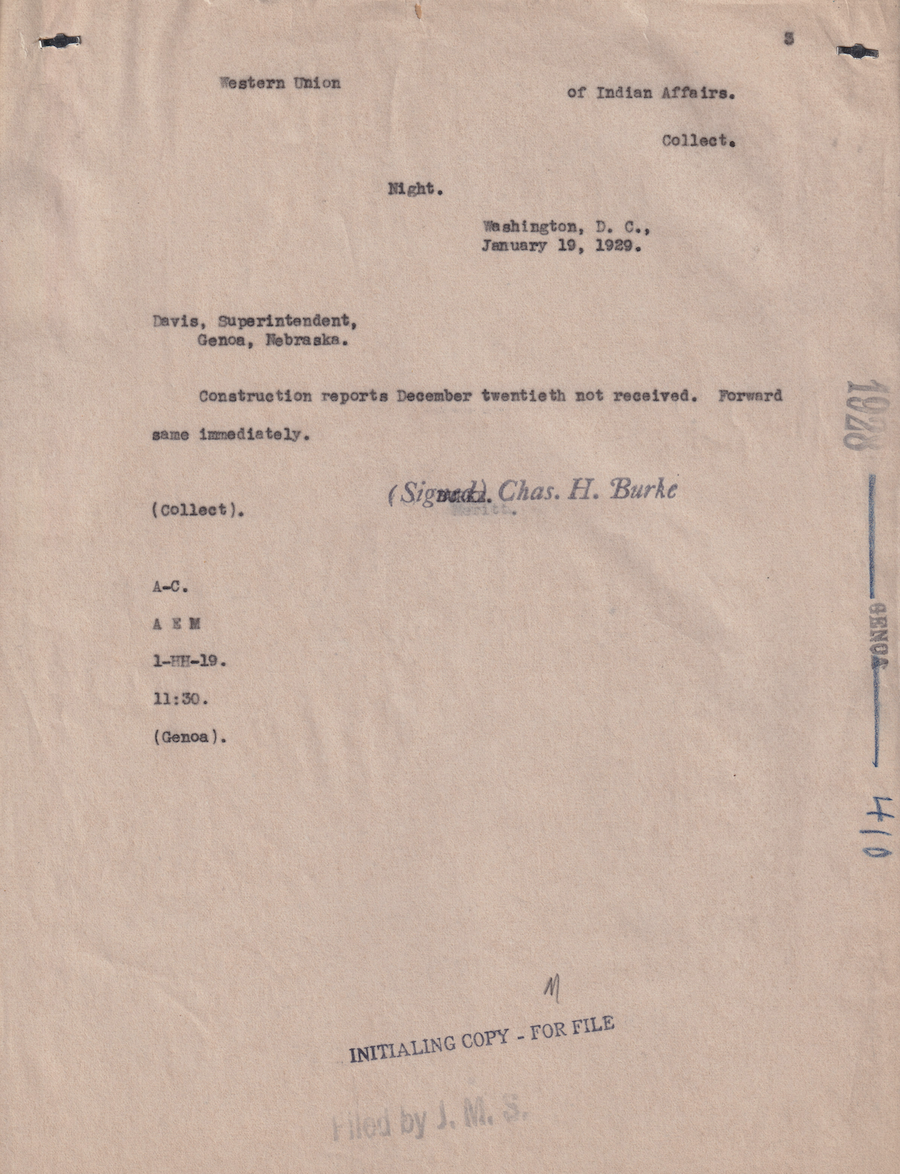 3
Western Union
of Indian Affairs.
Collect.
Night.
Washington, D. C.,
January 19, 1929.
Davis, Superintendent,
Genoa, Nebraska.
Construction reports December twentieth not received. Forward
same immediately.
(Signed). Chas. H. Burke
(Collect).
A-C.
A E M
1-HH-19.
11:30.
(Genoa).
1928
GENOA
410
M
INITIALING COPY - FOR FILE
Filed by J. M. S.